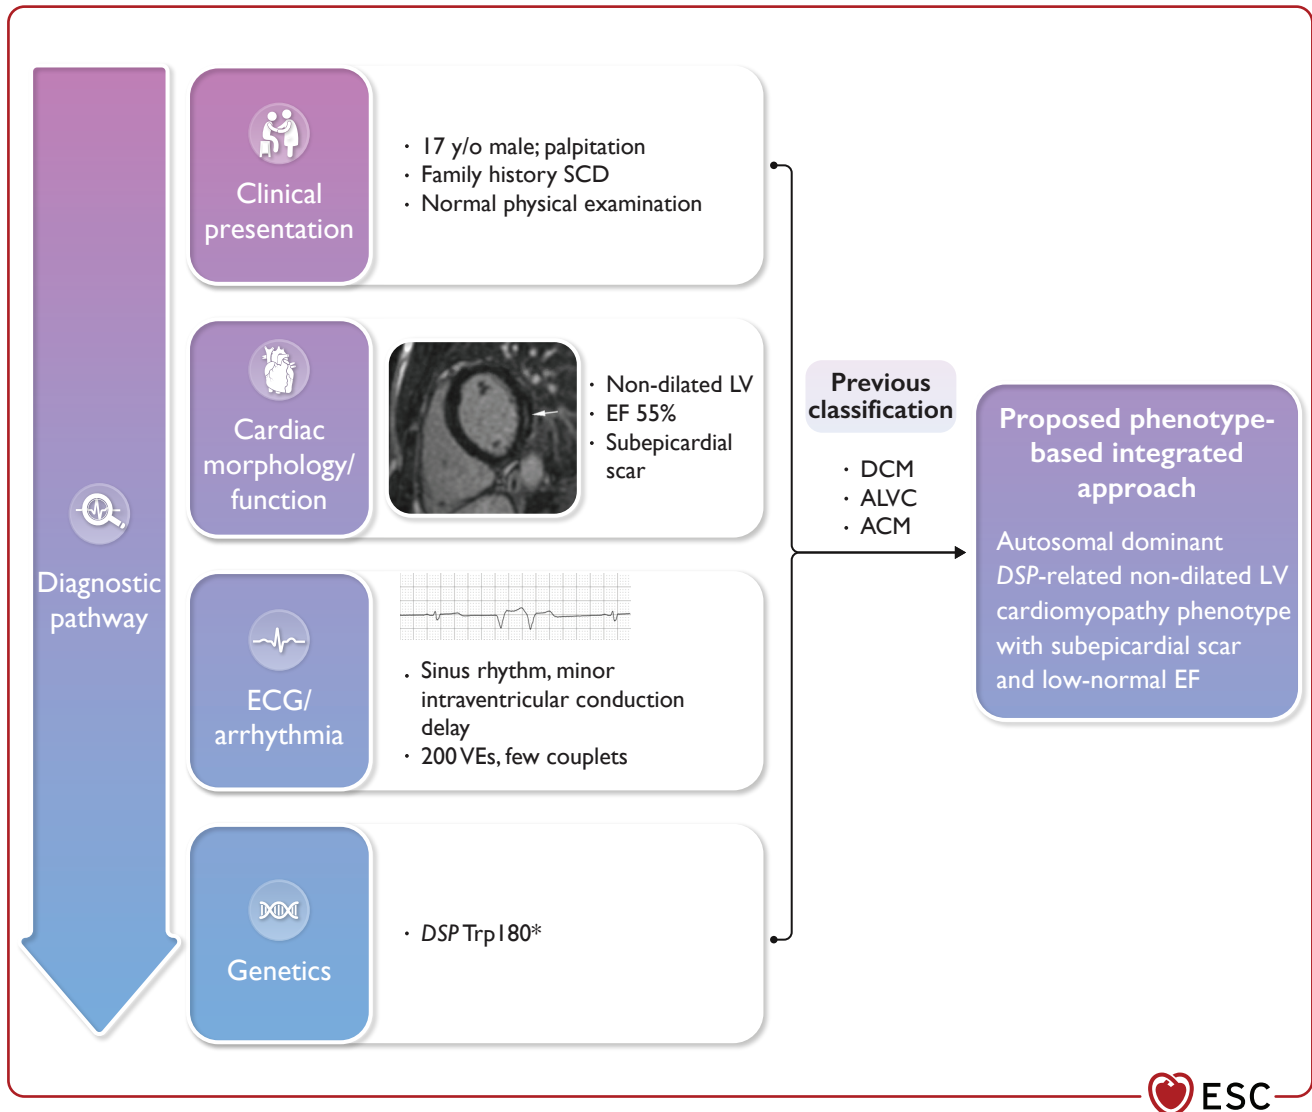 Diagnostic
pathway
Clinical
presentation
· 17 y/o male; palpitation
· Family history SCD
· Normal physical examination
Cardiac
morphology/
function
· Non-dilated LV
· EF 55%
· Subepicardial
scar
ECG/
arrhythmia
· Sinus rhythm, minor
intraventricular conduction
delay
· 200 VEs, few couplets
Genetics
· DSP Trp180*
Previous
classification
· DCM
· ALVC
· ACM
Proposed phenotype-
based integrated
approach
Autosomal dominant
DSP-related non-dilated LV
cardiomyopathy phenotype
with subepicardial scar
and low-normal EF
ESC